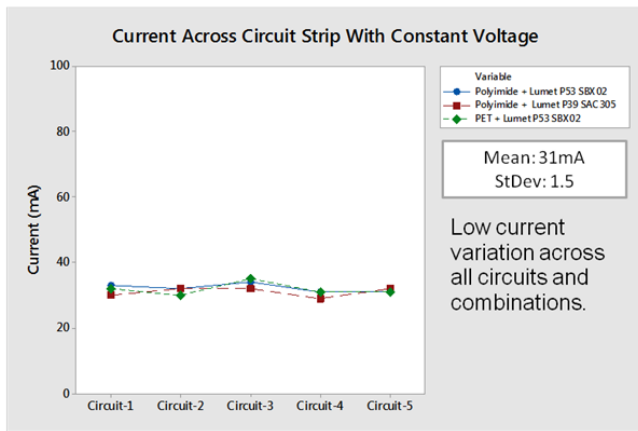 Current Across Circuit Strip With Constant Voltage
100
80
60
40
20
0
Current (mA)
Circuit-1
Circuit-2
Circuit-3
Circuit-4
Circuit-5
Variable
Polyimide + Lumet P53 SBX02
Polyimide + Lumet P39 SAC305
PET + Lumet P53 SBX02
Mean: 31mA
StDev: 1.5
Low current
variation across
all circuits and
combinations.